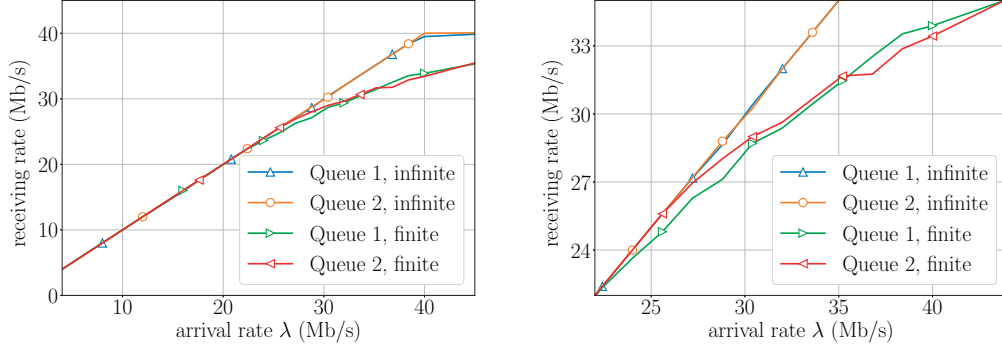 40
30
20
10
0
receiving rate (Mb/s)
Queue 1, infinite
Queue 2, infinite
Queue 1, finite
Queue 2, finite
10 20 30 40
arrival rate λ (Mb/s)
33
30
27
24
receiving rate (Mb/s)
Queue 1, infinite
Queue 2, infinite
Queue 1, finite
Queue 2, finite
25 30 35 40
arrival rate λ (Mb/s)